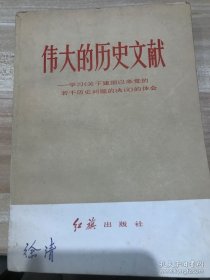 伟大的历史文献
——学习《关于建国以来党的
若干历史问题的决议》的体会
红旗出版社
徐清